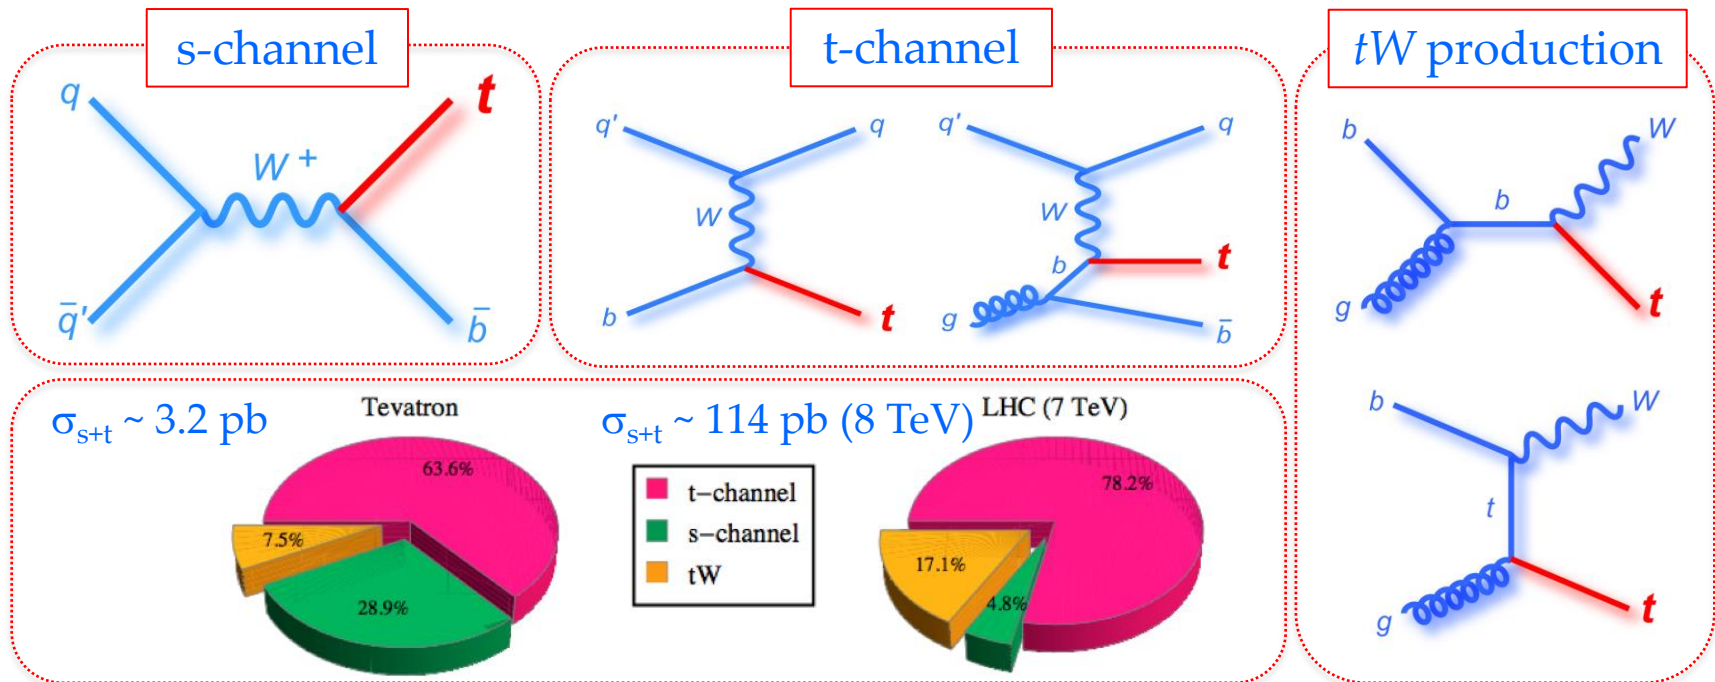 s-channel
t-channel
tW production
q
t
W +
q̄'
b̄
q'
q
W
b
t
q'
q
W
b
t
g
b̄
b
W
b
g
t
b
W
t
g
t
σs+t ~ 3.2 pb
Tevatron
63.6%
7.5%
28.9%
t-channel
s-channel
tW
σs+t ~ 114 pb (8 TeV)
LHC (7 TeV)
78.2%
17.1%
4.8%